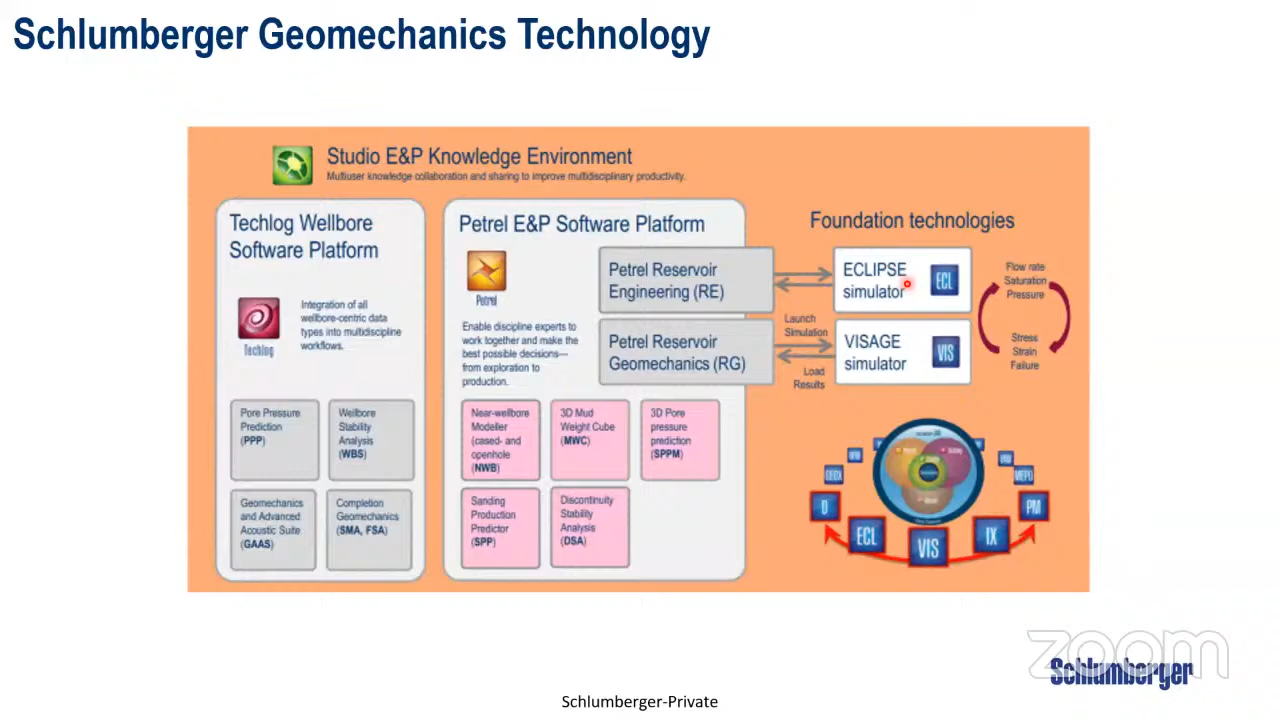 Schlumberger Geomechanics Technology
Studio E&P Knowledge Environment
Multiuser knowledge collaboration and sharing to improve multidisciplinary productivity.
Techlog Wellbore
Software Platform
Techlog
Integration of all
wellbore-centric data
types into multidiscipline
workflows.
Pore Pressure
Prediction
(PPP)
Wellbore
Stability
Analysis
(WBS)
Geomechanics
and Advanced
Acoustic Suite
(GAAS)
Completion
Geomechanics
(SMA, FSA)
Petrel E&P Software Platform
Petrel
Enable discipline experts to
work together and make the
best possible decisions—
from exploration to
production.
Petrel Reservoir
Engineering (RE)
Petrel Reservoir
Geomechanics (RG)
Near-wellbore
Modeller
(cased- and
openhole)
(NWB)
3D Mud
Weight Cube
(MWC)
3D Pore
pressure
prediction
(SPPM)
Sanding
Production
Predictor
(SPP)
Discontinuity
Stability
Analysis
(DSA)
Foundation technologies
ECLIPSE
simulator
ECL
Launch
Simulation
VISAGE
simulator
VIS
Load
Results
Flow rate
Saturation
Pressure
Stress
Strain
Failure
MEPO
D
ECL
VIS
IX
PM
zoom
Schlumberger
Schlumberger-Private